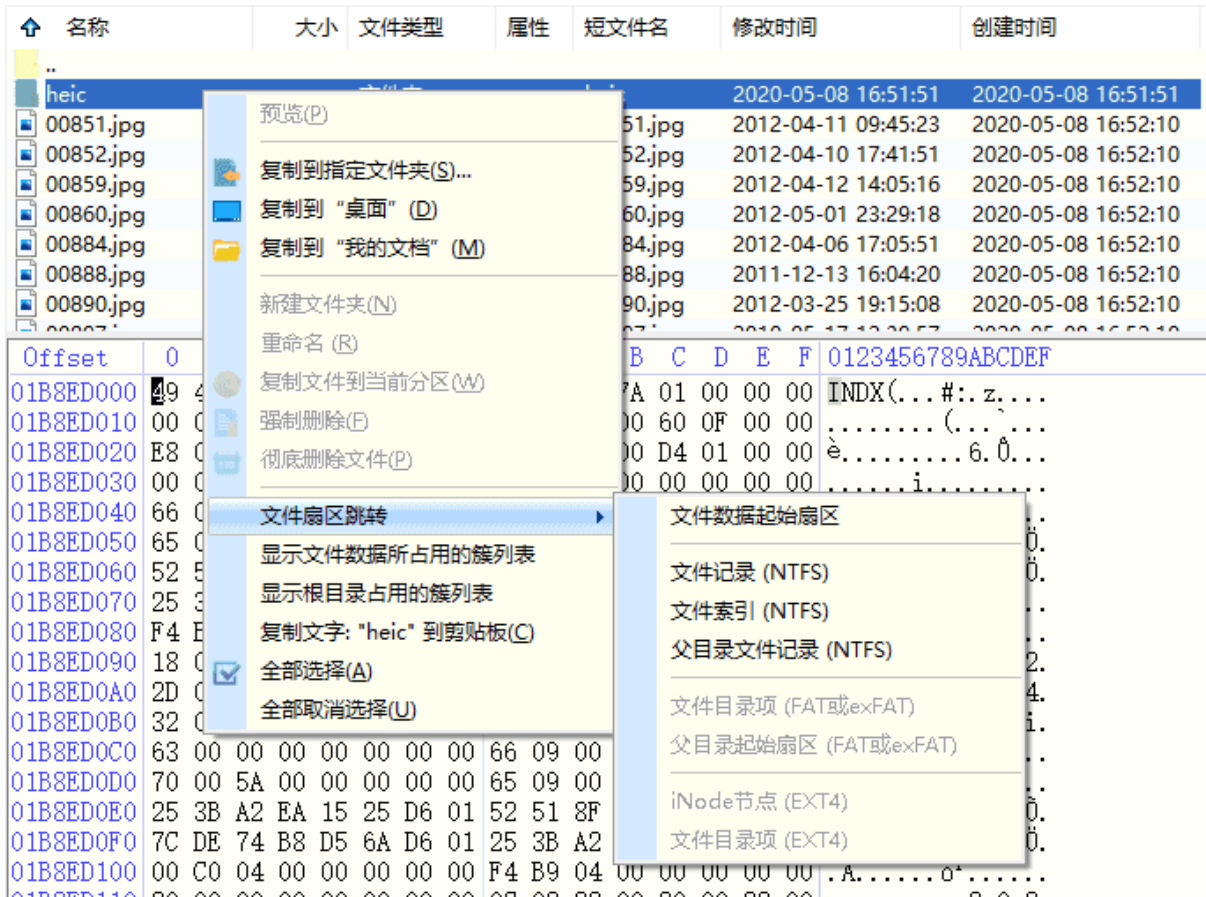 名称 大小 文件类型 属性 短文件名 修改时间 创建时间
..
heic 2020-05-08 16:51:51 2020-05-08 16:51:51
00851.jpg 51.jpg 2012-04-11 09:45:23 2020-05-08 16:52:10
00852.jpg 52.jpg 2012-04-10 17:41:51 2020-05-08 16:52:10
00859.jpg 59.jpg 2012-04-12 14:05:16 2020-05-08 16:52:10
00860.jpg 60.jpg 2012-05-01 23:29:18 2020-05-08 16:52:10
00884.jpg 84.jpg 2012-04-06 17:05:51 2020-05-08 16:52:10
00888.jpg 88.jpg 2011-12-13 16:04:20 2020-05-08 16:52:10
00890.jpg 90.jpg 2012-03-25 19:15:08 2020-05-08 16:52:10
预览(P)
复制到指定文件夹(S)...
复制到“桌面”(D)
复制到“我的文档”(M)
新建文件夹(N)
重命名 (R)
复制文件到当前分区(W)
强制删除(F)
彻底删除文件(P)
文件扇区跳转
显示文件数据所占用的簇列表
显示根目录占用的簇列表
复制文字: "heic" 到剪贴板(C)
全部选择(A)
全部取消选择(U)
文件数据起始扇区
文件记录 (NTFS)
文件索引 (NTFS)
父目录文件记录 (NTFS)
文件目录项 (FAT或exFAT)
父目录起始扇区 (FAT或exFAT)
iNode节点 (EXT4)
文件目录项 (EXT4)
Offset 0 B C D E F 0123456789ABCDEF
01B8ED000 49 7A 01 00 00 00 INDX(...#:.z....
01B8ED010 00 00 60 0F 00 00 ........(...`...
01B8ED020 E8 00 D4 01 00 00 è.........6.Ô...
01B8ED030 00 00 00 00 00 00 ......i.........
01B8ED040 66
01B8ED050 65 Ö.
01B8ED060 52 Ö.
01B8ED070 25
01B8ED080 F4
01B8ED090 18 2.
01B8ED0A0 2D 4.
01B8ED0B0 32 i.
01B8ED0C0 63 00 00 00 00 00 00 00 66 09 00
01B8ED0D0 70 00 5A 00 00 00 00 00 65 09 00
01B8ED0E0 25 3B A2 EA 15 25 D6 01 52 51 8F Ö.
01B8ED0F0 7C DE 74 B8 D5 6A D6 01 25 3B A2 Ö.
01B8ED100 00 C0 04 00 00 00 00 00 F4 B9 04 00 00 00 00 00 .À......ô¹......